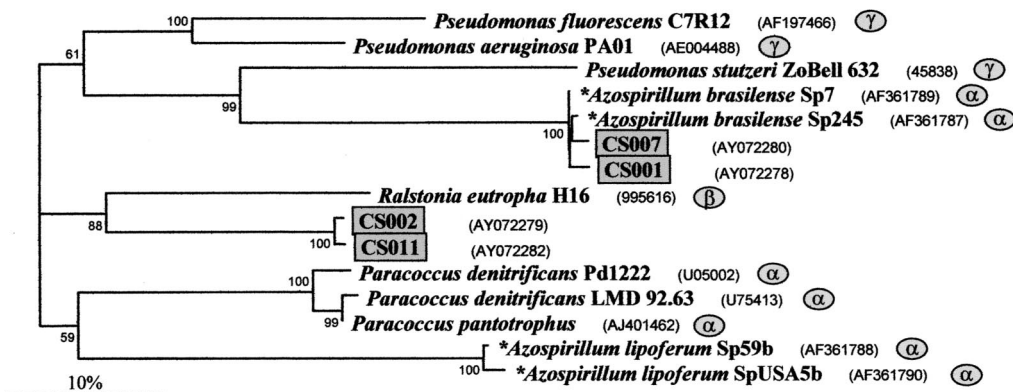 100 Pseudomonas fluorescens C7R12 (AF197466) γ
61 Pseudomonas aeruginosa PA01 (AE004488) γ
Pseudomonas stutzeri ZoBell 632 (45838) γ
99 *Azospirillum brasilense Sp7 (AF361789) α
*Azospirillum brasilense Sp245 (AF361787) α
100 CS007 (AY072280)
CS001 (AY072278)
Ralstonia eutropha H16 (995616) β
88 CS002 (AY072279)
100 CS011 (AY072282)
100 Paracoccus denitrificans Pd1222 (U05002) α
Paracoccus denitrificans LMD 92.63 (U75413) α
99 Paracoccus pantotrophus (AJ401462) α
59 *Azospirillum lipoferum Sp59b (AF361788) α
100 *Azospirillum lipoferum SpUSA5b (AF361790) α
10%